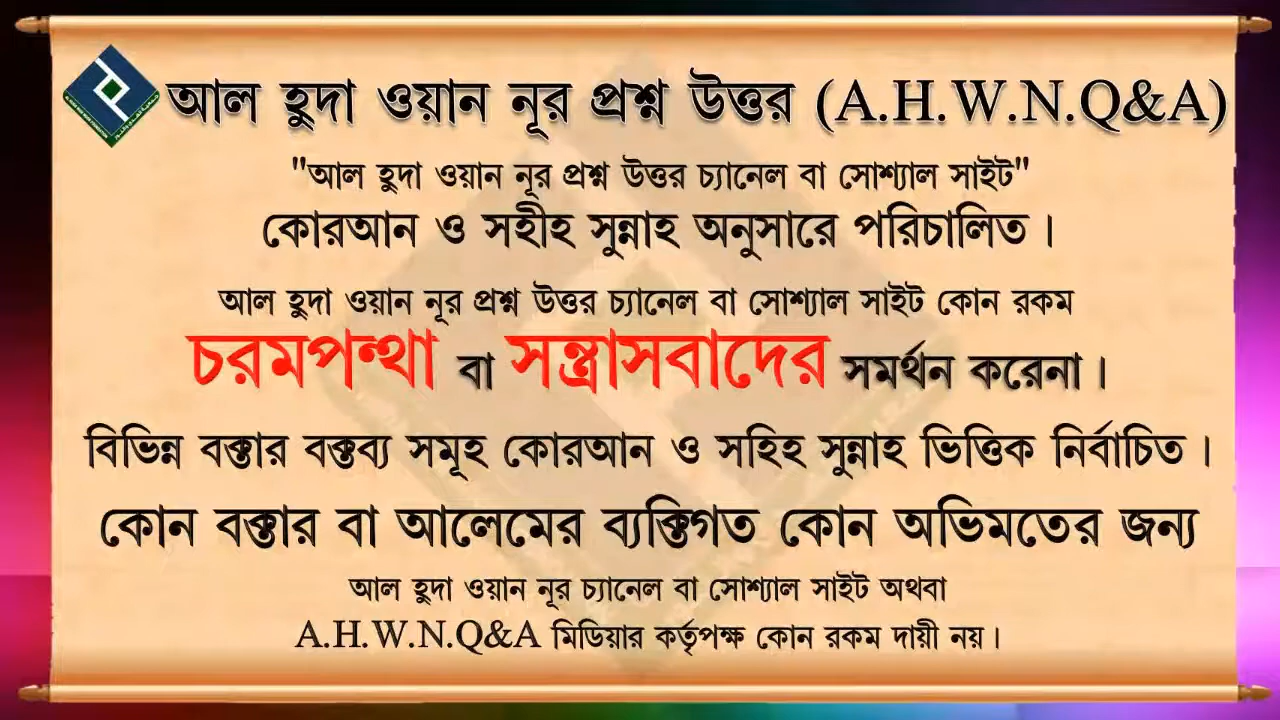 আল হুদা ওয়ান নূর প্রশ্ন উত্তর (A.H.W.N.Q&A)
"আল হুদা ওয়ান নূর প্রশ্ন উত্তর চ্যানেল বা সোশ্যাল সাইট"
কোরআন ও সহীহ সুন্নাহ অনুসারে পরিচালিত।
আল হুদা ওয়ান নূর প্রশ্ন উত্তর চ্যানেল বা সোশ্যাল সাইট কোন রকম
চরমপন্থা বা সন্ত্রাসবাদের সমর্থন করেনা।
বিভিন্ন বক্তার বক্তব্য সমূহ কোরআন ও সহিহ সুন্নাহ ভিত্তিক নির্বাচিত।
কোন বক্তার বা আলেমের ব্যক্তিগত কোন অভিমতের জন্য
আল হুদা ওয়ান নূর চ্যানেল বা সোশ্যাল সাইট অথবা
A.H.W.N.Q&A মিডিয়ার কর্তৃপক্ষ কোন রকম দায়ী নয়।